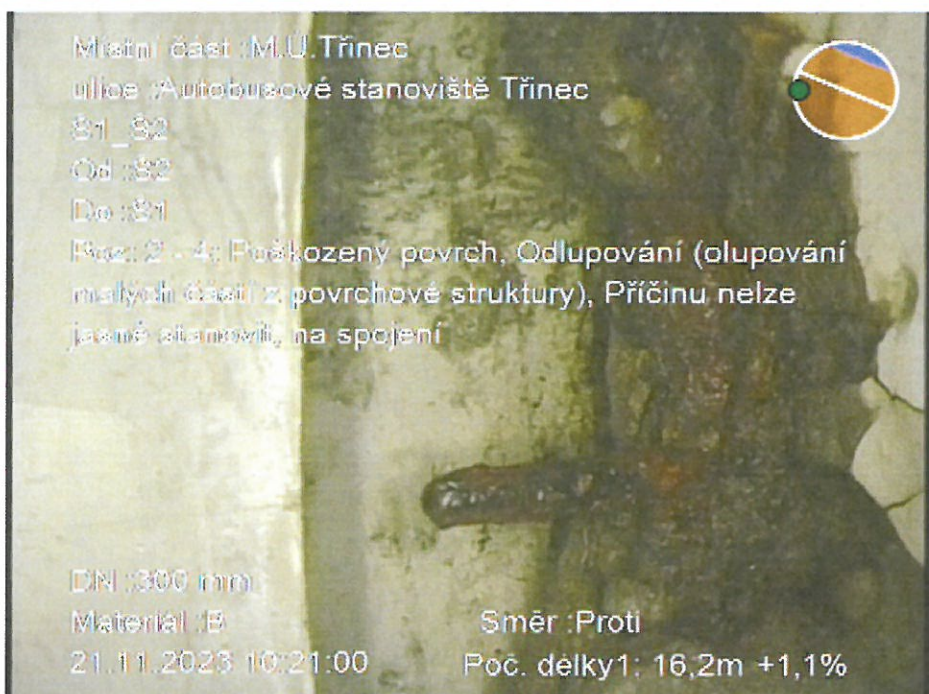 Místní část :M.Ú.Třinec
ulice :Autobusové stanoviště Třinec
S1_S2
Od :S2
Do :S1
Poz: 2 - 4: Poškozený povrch, Odlupování (olupování
malých částí z povrchové struktury), Příčinu nelze
jasně stanovit, na spojení
DN :300 mm
Materiál :B
Směr :Proti
21.11.2023 10:21:00
Poč. délky1: 16,2m +1,1%